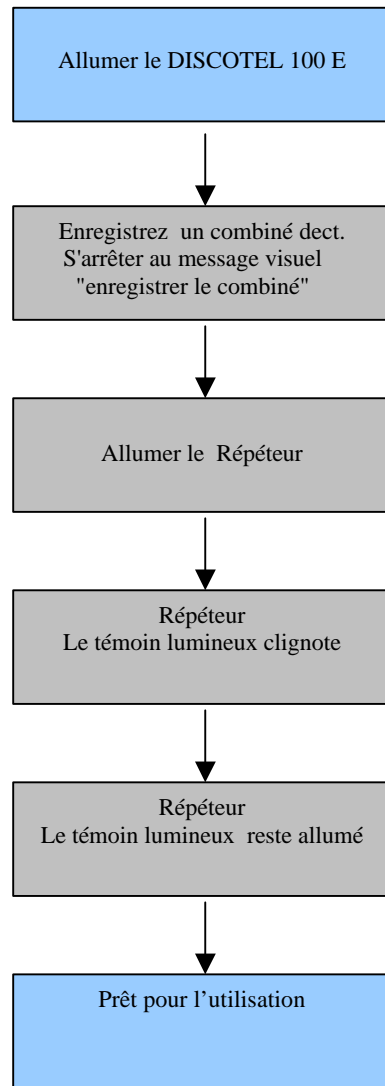 Allumer le DISCOTEL 100 E
Enregistrez un combiné dect.
S'arrêter au message visuel
"enregistrer le combiné"
Allumer le Répéteur
Répéteur
Le témoin lumineux clignote
Répéteur
Le témoin lumineux reste allumé
Prêt pour l’utilisation